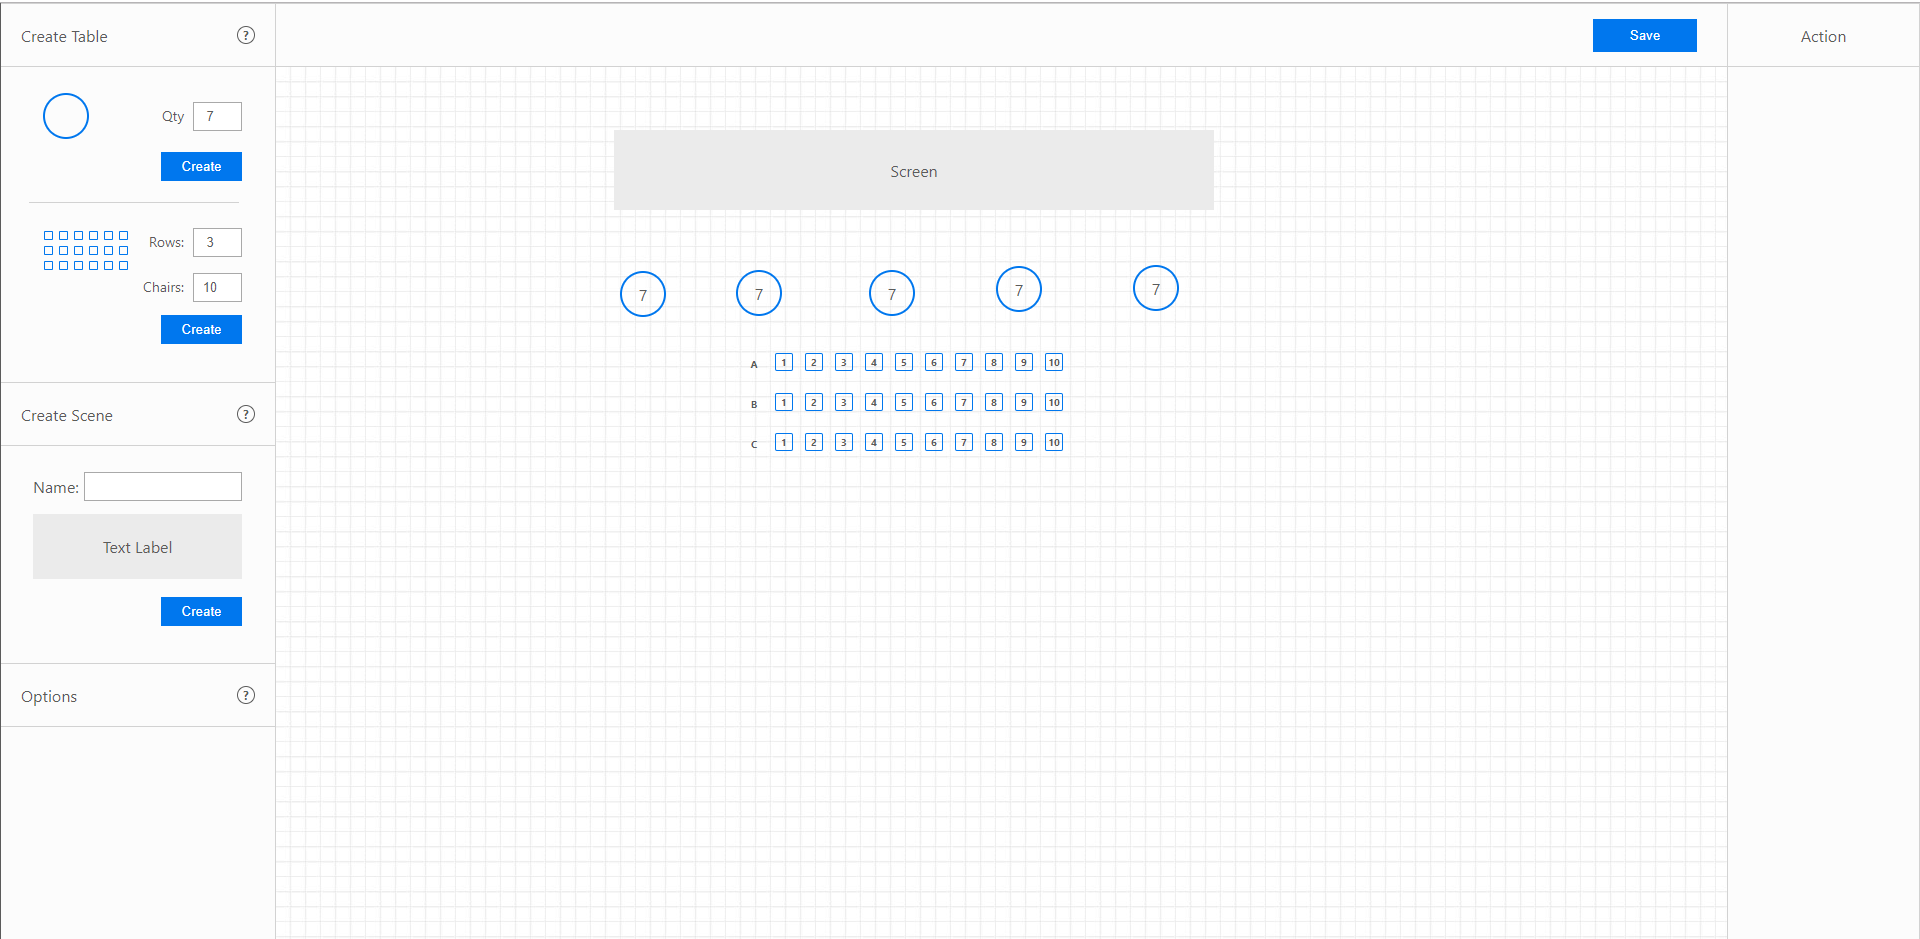 Create Table ?
Save
Action
Qty 7
Create
Rows: 3
Chairs: 10
Create
Create Scene ?
Name:
Text Label
Create
Options ?
Screen
7 7 7 7 7
A 1 2 3 4 5 6 7 8 9 10
B 1 2 3 4 5 6 7 8 9 10
C 1 2 3 4 5 6 7 8 9 10